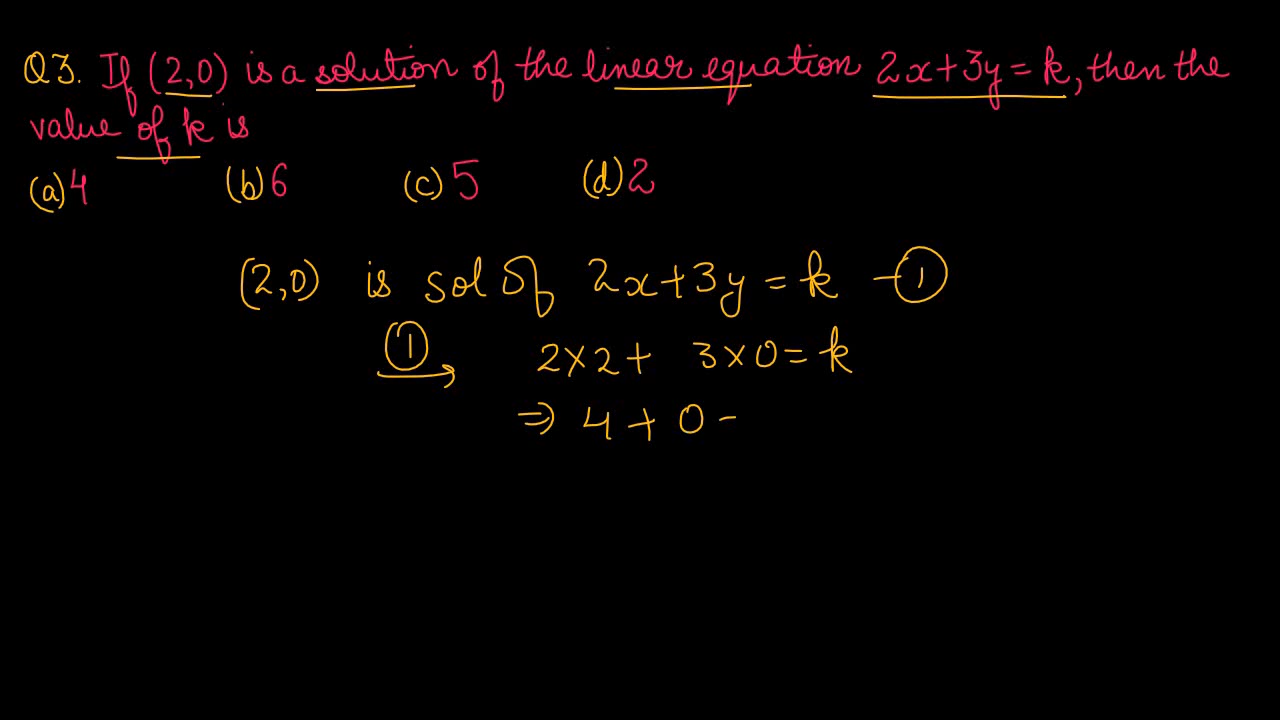 Q3. If (2,0) is a solution of the linear equation 2x+3y=k, then the
value of k is
(a) 4 (b) 6 (c) 5 (d) 2
(2,0) is sol of 2x+3y=k —①
① 2×2+ 3×0=k
⇒ 4+0-